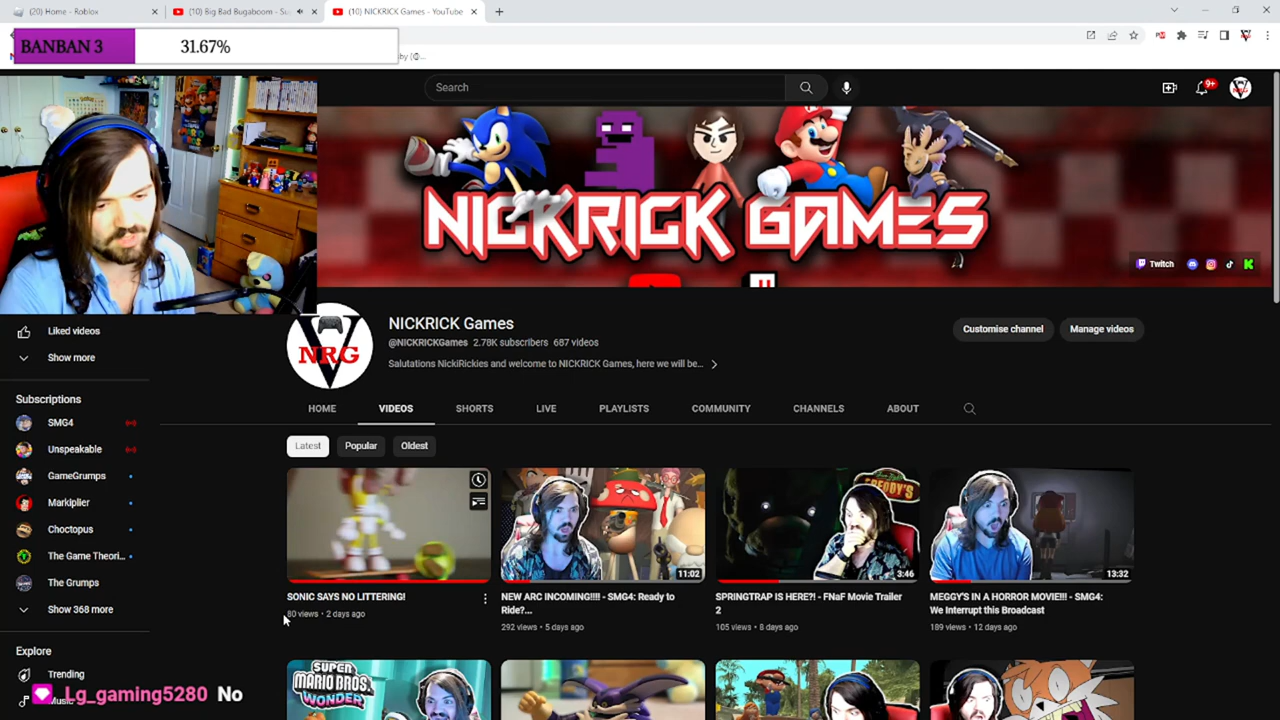 (20) Home - Roblox
(10) Big Bad Bugaboom - Su
(10) NICKRICK Games - YouTube
BANBAN 3
31.67%
Search
9+
NICKRICK GAMES
Twitch
NRG
Liked videos
Show more
Subscriptions
SMG4
Unspeakable
GameGrumps
Markiplier
Choctopus
The Game Theori...
The Grumps
Show 368 more
Explore
Trending
Music
Lg_gaming5280 No
NICKRICK Games
@NICKRICKGames 2.78K subscribers 687 videos
Salutations NickiRickies and welcome to NICKRICK Games, here we will be...
Customise channel
Manage videos
HOME
VIDEOS
SHORTS
LIVE
PLAYLISTS
COMMUNITY
CHANNELS
ABOUT
Latest
Popular
Oldest
SONIC SAYS NO LITTERING!
80 views • 2 days ago
11:02
NEW ARC INCOMING!!!! - SMG4: Ready to
Ride?...
292 views • 5 days ago
FREDDY'S
3:46
SPRINGTRAP IS HERE?! - FNaF Movie Trailer
2
105 views • 8 days ago
13:32
MEGGY'S IN A HORROR MOVIE!!! - SMG4:
We Interrupt this Broadcast
189 views • 12 days ago
SUPER
MARIO BROS.
WONDER